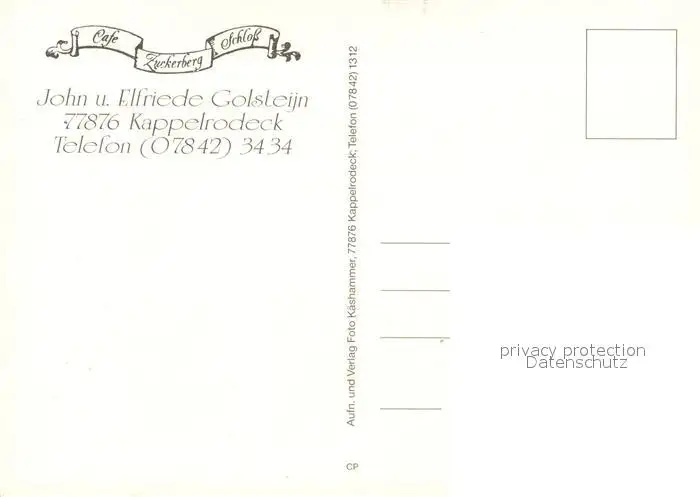 Cafe Zuckerberg Schloß
John u. Elfriede Golsteijn
77876 Kappelrodeck
Telefon (07842) 3434
Aufn. und Verlag Foto Käshammer, 77876 Kappelrodeck, Telefon (07842) 1312
CP
privacy protection
Datenschutz